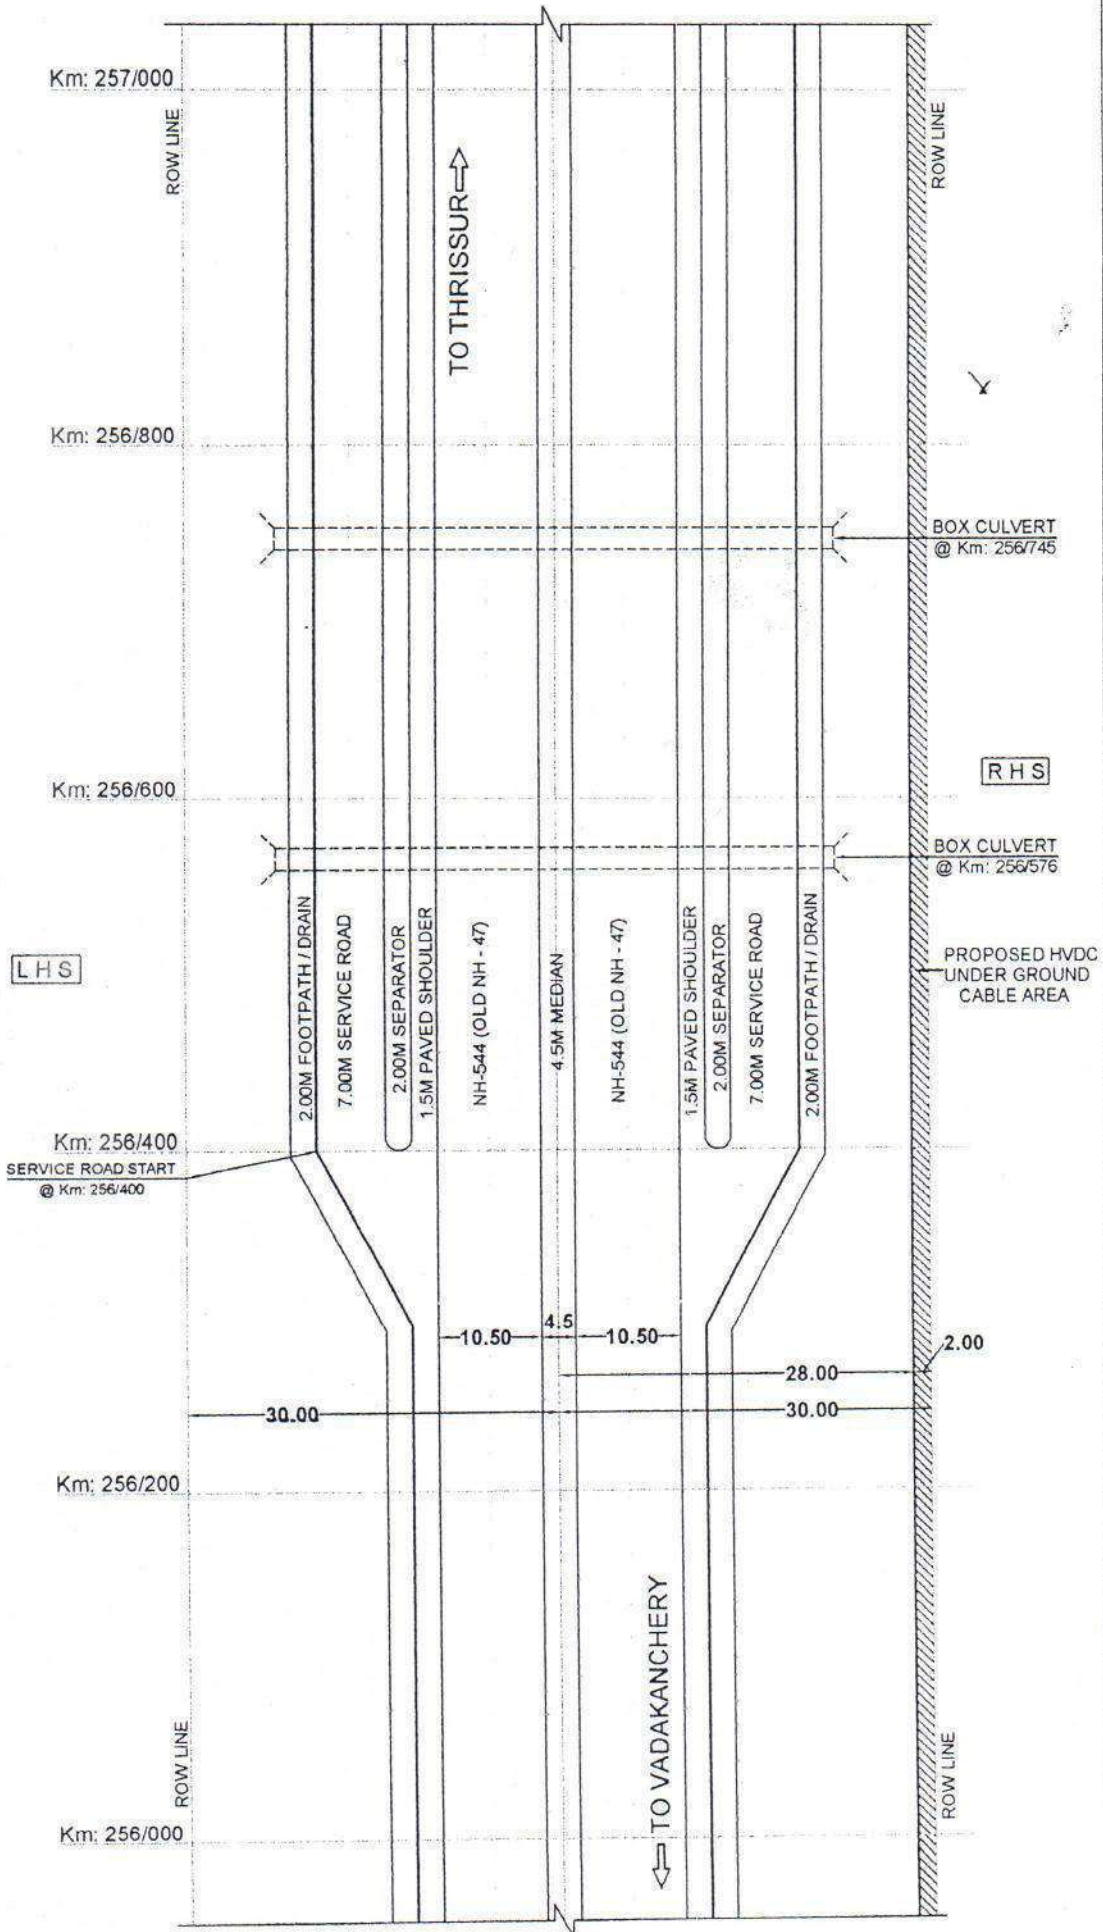 Km: 257/000
ROW LINE
ROW LINE
TO THRISSUR
Km: 256/800
BOX CULVERT
@ Km: 256/745
Km: 256/600
RHS
BOX CULVERT
@ Km: 256/576
LHS
2.00M FOOTPATH / DRAIN
7.00M SERVICE ROAD
2.00M SEPARATOR
1.5M PAVED SHOULDER
NH-544 (OLD NH - 47)
4.5M MEDIAN
NH-544 (OLD NH - 47)
1.5M PAVED SHOULDER
2.00M SEPARATOR
7.00M SERVICE ROAD
2.00M FOOTPATH / DRAIN
PROPOSED HVDC
UNDER GROUND
CABLE AREA
Km: 256/400
SERVICE ROAD START
@ Km: 256/400
10.50
4.5
10.50
2.00
28.00
30.00
30.00
Km: 256/200
TO VADAKANCHERY
ROW LINE
ROW LINE
Km: 256/000